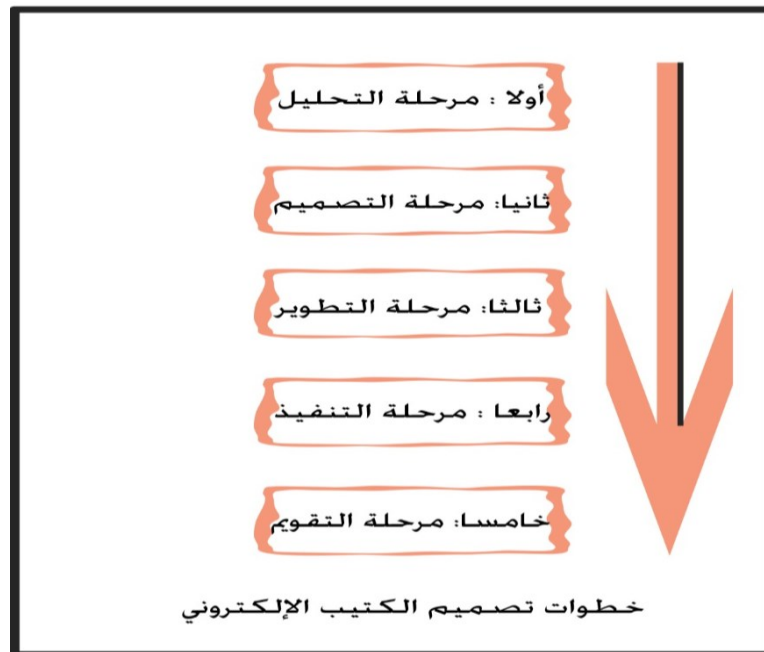 أولا : مرحلة التحليل
ثانيا: مرحلة التصميم
ثالثا: مرحلة التطوير
رابعا : مرحلة التنفيذ
خامسا: مرحلة التقويم
خطوات تصميم الكتيب الإلكتروني